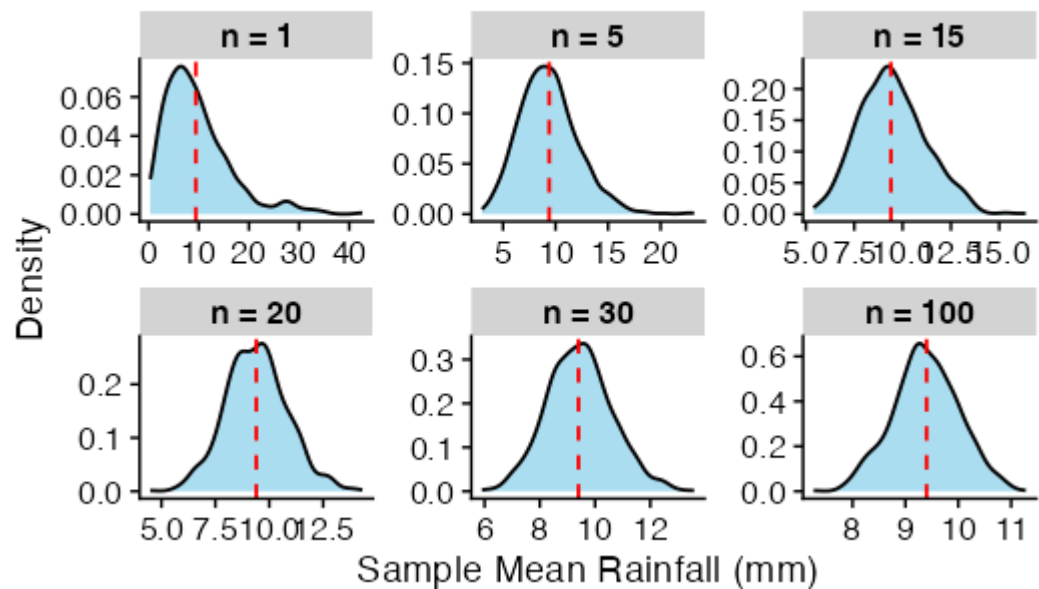 n = 1
n = 5
n = 15
0.06
0.04
0.02
0.00
0 10 20 30 40
0.15
0.10
0.05
0.00
5 10 15 20
0.20
0.15
0.10
0.05
0.00
5.0 7.5 10.0 12.5 15.0
Density
n = 20
n = 30
n = 100
0.2
0.1
0.0
5.0 7.5 10.0 12.5
0.3
0.2
0.1
0.0
6 8 10 12
0.6
0.4
0.2
0.0
8 9 10 11
Sample Mean Rainfall (mm)